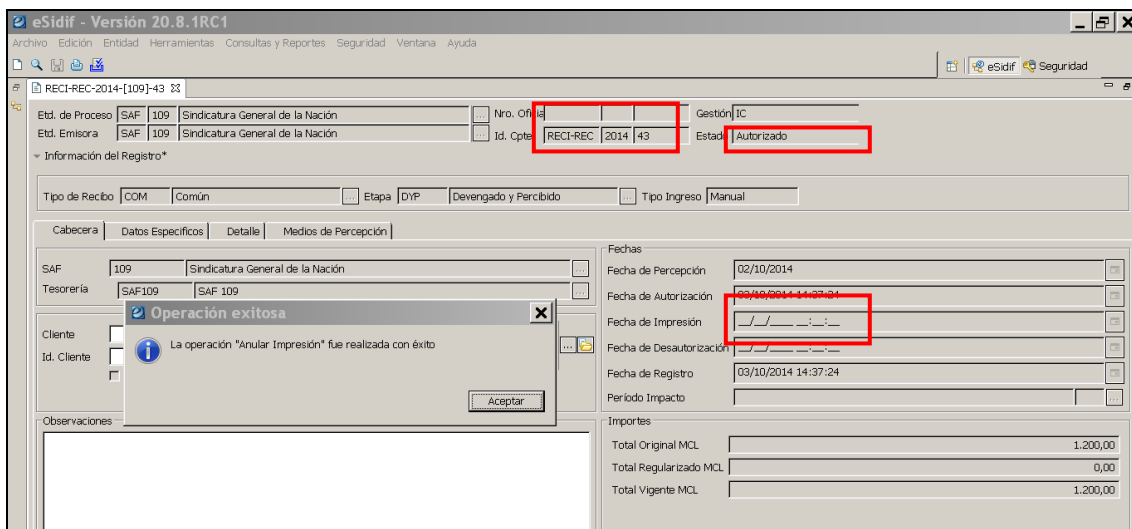 eSidif - Versión 20.8.1RC1
Archivo Edición Entidad Herramientas Consultas y Reportes Seguridad Ventana Ayuda
eSidif Seguridad
RECI-REC-2014-[109]-43
Etd. de Proceso SAF 109 Sindicatura General de la Nación ... Nro. Oficia Gestión IC
Etd. Emisora SAF 109 Sindicatura General de la Nación ... Id. Cpte RECI-REC 2014 43 Estado Autorizado
Información del Registro*
Tipo de Recibo COM Común ... Etapa DYP Devengado y Percibido ... Tipo Ingreso Manual
Cabecera Datos Especificos Detalle Medios de Percepción
SAF 109 Sindicatura General de la Nación ...
Tesorería SAF109 SAF 109 ...
Operación exitosa
La operación "Anular Impresión" fue realizada con éxito
Aceptar
Cliente ...
Id. Cliente
Observaciones
Fechas
Fecha de Percepción 02/10/2014
Fecha de Autorización 03/10/2014 14:37:24
Fecha de Impresión __/__/____ __:__:__
Fecha de Desautorización __/__/____ __:__:__
Fecha de Registro 03/10/2014 14:37:24
Período Impacto ...
Importes
Total Original MCL 1.200,00
Total Regularizado MCL 0,00
Total Vigente MCL 1.200,00